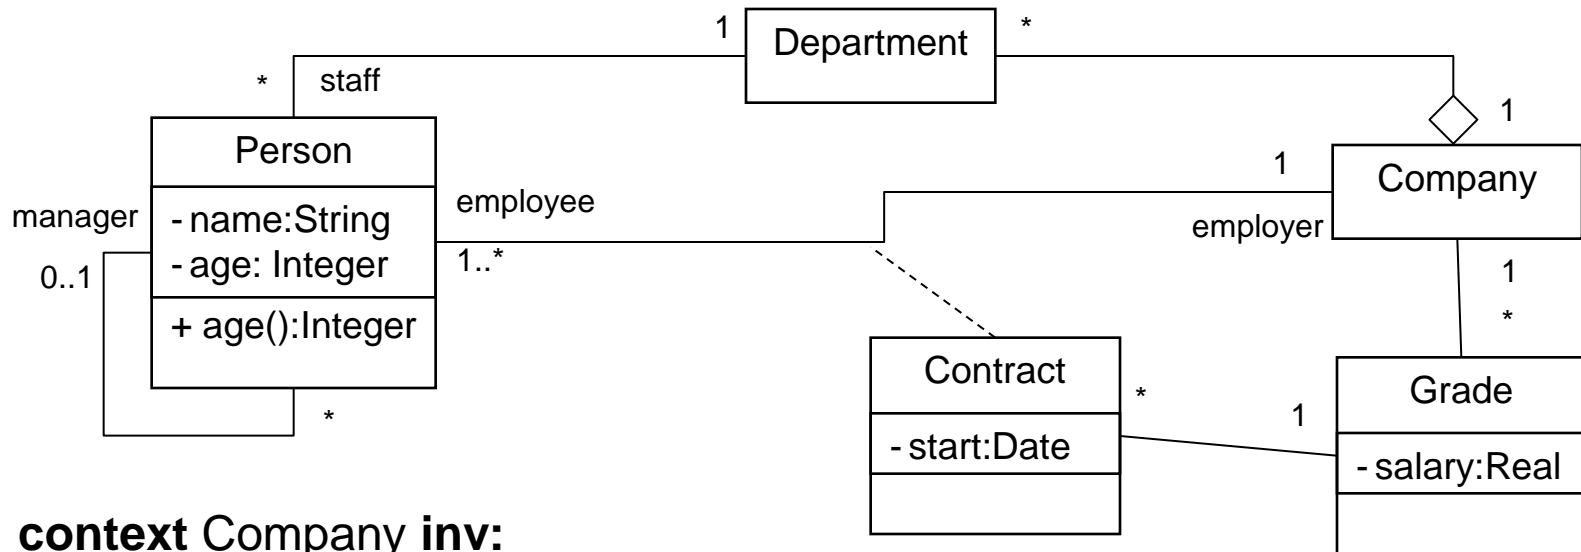 1
Department
*
*
staff
1
Person
1
Company
manager
- name:String
employee
employer
0..1
- age: Integer
1..*
1
+ age():Integer
*
Contract
*
Grade
*
1
- start:Date
- salary:Real
context Company inv: